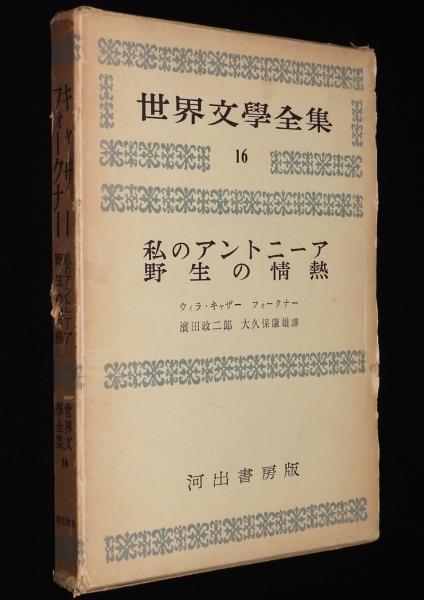 世界文學全集
16
私のアントニーア
野生の情熱
ウィラ・キャザー フォークナー
濱田政二郎 大久保康雄譯
河出書房版
キャザー
フォークナー
私のアントニーア
野生の情熱
世界文
學全集
16